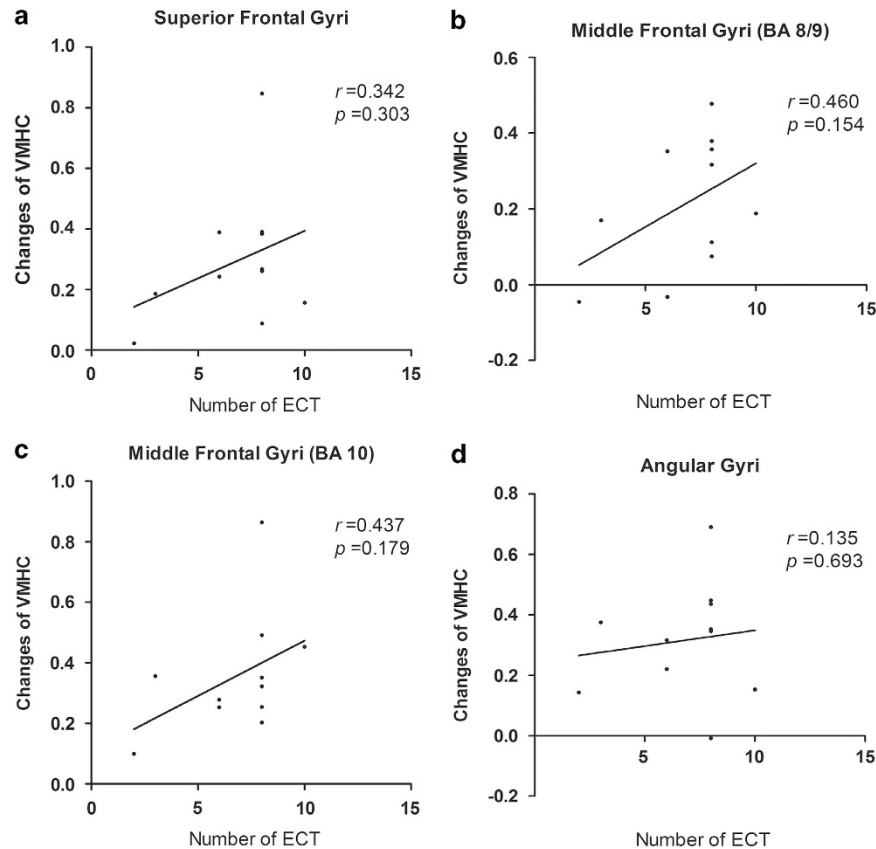 a
Superior Frontal Gyri
1.0
0.8
0.6
0.4
0.2
0.0
0
5
10
15
Changes of VMHC
Number of ECT
r=0.342
p =0.303
b
Middle Frontal Gyri (BA 8/9)
0.6
0.4
0.2
0.0
-0.2
5
10
15
Changes of VMHC
Number of ECT
r=0.460
p =0.154
c
Middle Frontal Gyri (BA 10)
1.0
0.8
0.6
0.4
0.2
0.0
0
5
10
15
Changes of VMHC
Number of ECT
r=0.437
p =0.179
d
Angular Gyri
0.8
0.6
0.4
0.2
0.0
-0.2
5
10
15
Changes of VMHC
Number of ECT
r=0.135
p =0.693